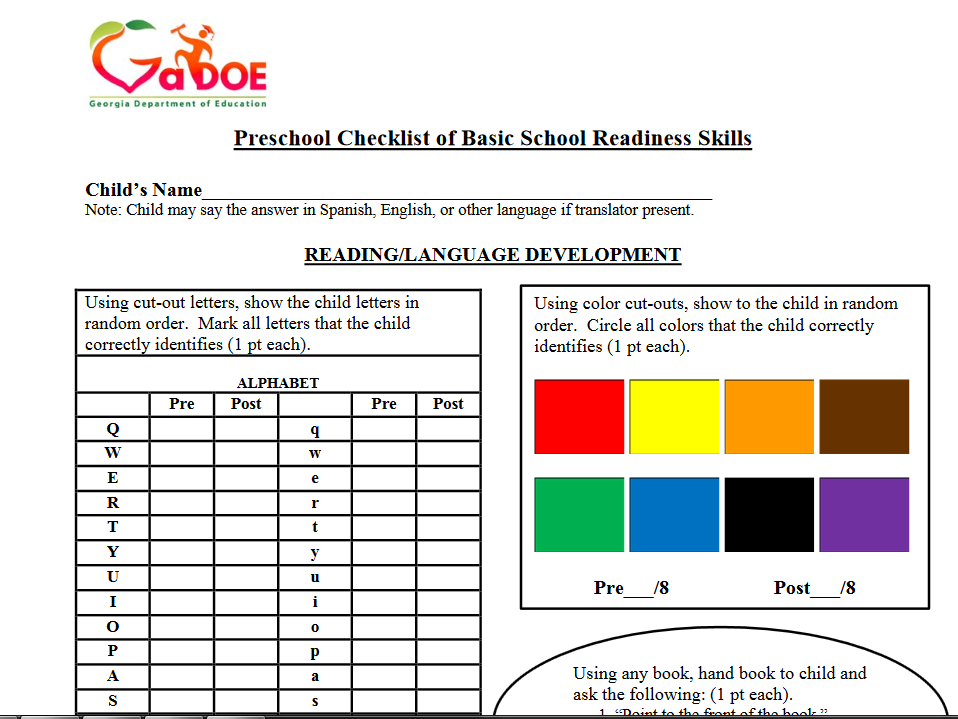 GaDOE
Georgia Department of Education
Preschool Checklist of Basic School Readiness Skills
Child’s Name___________________________________________________
Note: Child may say the answer in Spanish, English, or other language if translator present.
READING/LANGUAGE DEVELOPMENT
Using cut-out letters, show the child letters in
random order. Mark all letters that the child
correctly identifies (1 pt each).
ALPHABET
Pre Post Pre Post
Q q
W w
E e
R r
T t
Y y
U u
I i
O o
P p
A a
S s
Using color cut-outs, show to the child in random
order. Circle all colors that the child correctly
identifies (1 pt each).
Pre___/8 Post___/8
Using any book, hand book to child and
ask the following: (1 pt each).
1. “Point to the front of the book.”